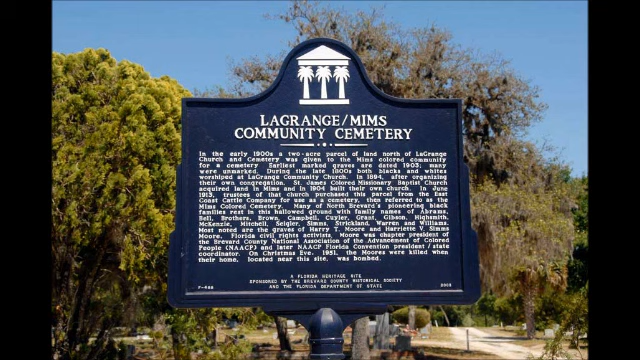 LAGRANGE/MIMS
COMMUNITY CEMETERY
In the early 1900s a two-acre parcel of land north of LaGrange
Church and Cemetery was given to the Mims colored community
for a cemetery. Earliest marked graves are dated 1903; many
were unmarked. During the late 1800s both blacks and whites
worshiped at LaGrange Community Church. In 1894, after organizing
their own congregation, St. James Colored Missionary Baptist Church
acquired land in Mims and in 1904 built their own church. In June
1913, trustees of that church purchased this parcel from the East
Coast Cattle Company for use as a cemetery, then referred to as the
Mims Colored Cemetery. Many of North Brevard's pioneering black
families rest in this hallowed ground with family names of Abrams,
Bell, Brothers, Brown, Campbell, Cuyler, Grant, Gibson, Highsmith,
McKenzie, Mitchell, Seigler, Simms, Strickland, Warren and Williams.
Most noted are the graves of Harry T. Moore and Harriette V. Simms
Moore, Florida civil rights activists. Moore was chapter president of
the Brevard County National Association of the Advancement of Colored
People (NAACP) and later NAACP Florida Convention president / state
coordinator. On Christmas Eve, 1951, the Moores were killed when
their home, located near this site, was bombed.
A FLORIDA HERITAGE SITE
SPONSORED BY THE BREVARD COUNTY HISTORICAL SOCIETY
AND THE FLORIDA DEPARTMENT OF STATE